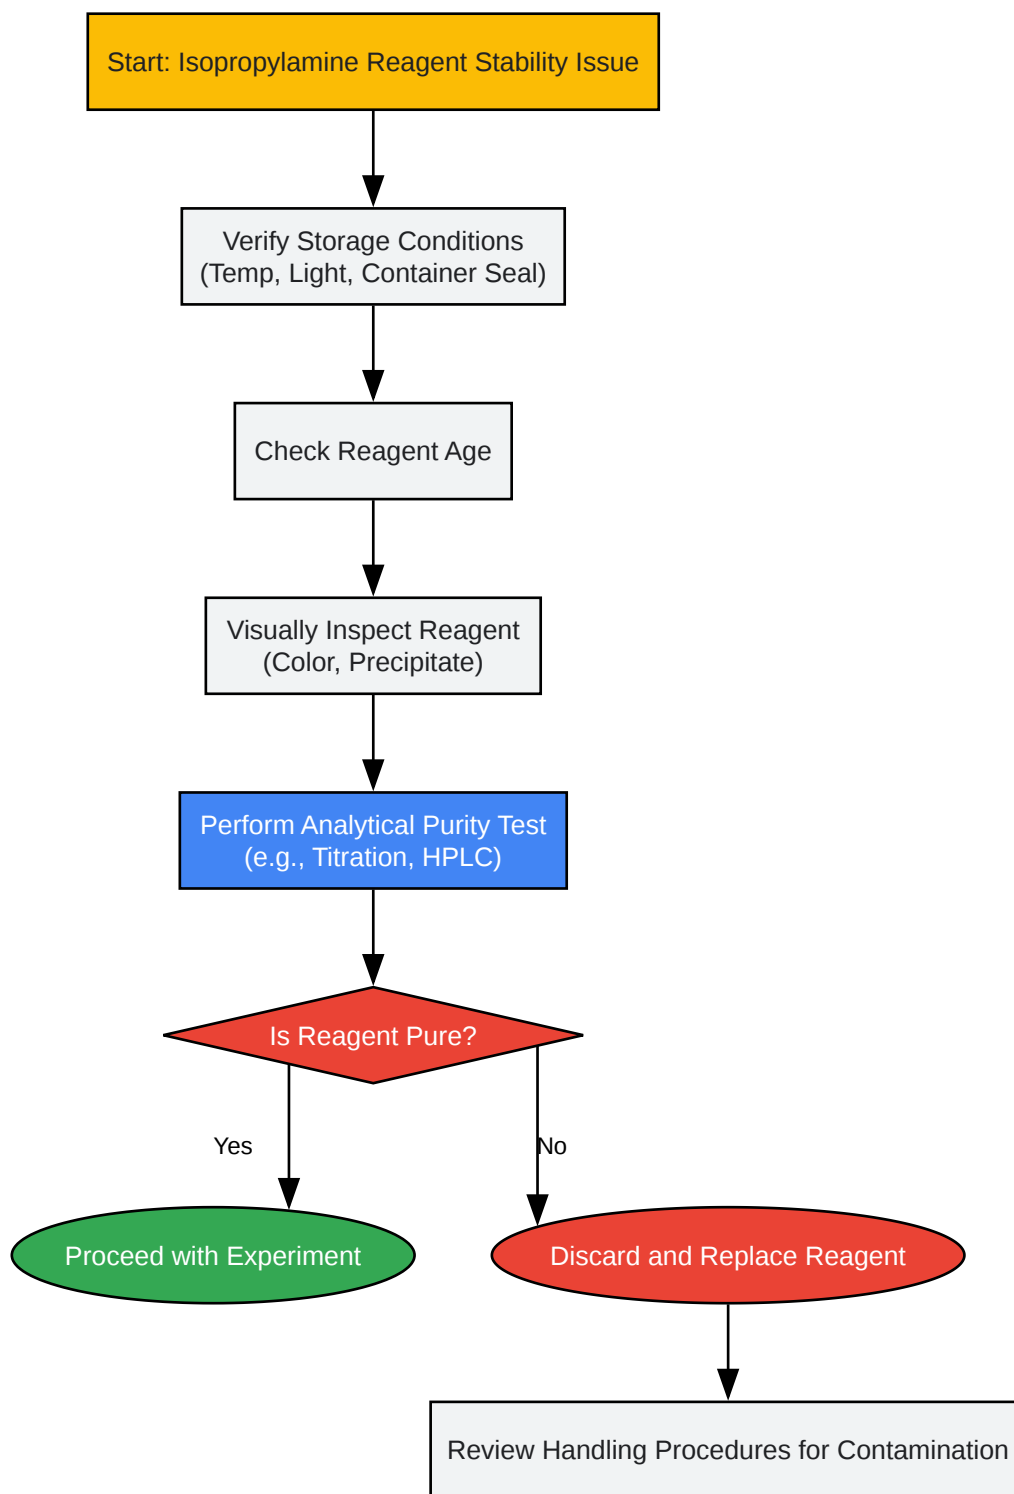 Start: Isopropylamine Reagent Stability Issue
Verify Storage Conditions
(Temp, Light, Container Seal)
Check Reagent Age
Visually Inspect Reagent
(Color, Precipitate)
Perform Analytical Purity Test
(e.g., Titration, HPLC)
Is Reagent Pure?
Yes
No
Proceed with Experiment
Discard and Replace Reagent
Review Handling Procedures for Contamination